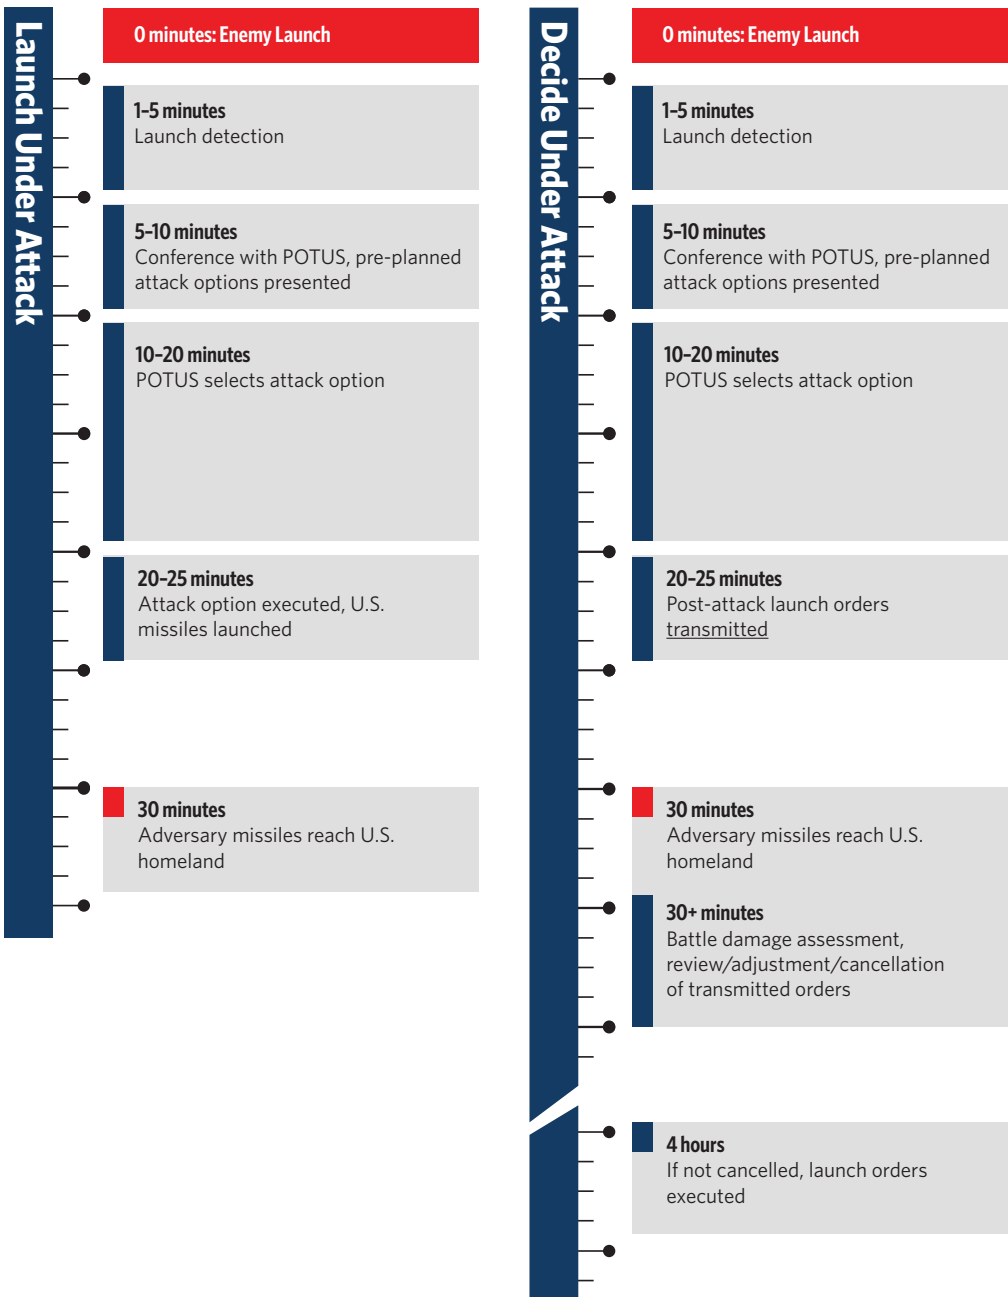 Launch Under Attack
0 minutes: Enemy Launch
1–5 minutes
Launch detection
5–10 minutes
Conference with POTUS, pre-planned
attack options presented
10–20 minutes
POTUS selects attack option
20–25 minutes
Attack option executed, U.S.
missiles launched
30 minutes
Adversary missiles reach U.S.
homeland
Decide Under Attack
0 minutes: Enemy Launch
1–5 minutes
Launch detection
5–10 minutes
Conference with POTUS, pre-planned
attack options presented
10–20 minutes
POTUS selects attack option
20–25 minutes
Post-attack launch orders
transmitted
30 minutes
Adversary missiles reach U.S.
homeland
30+ minutes
Battle damage assessment,
review/adjustment/cancellation
of transmitted orders
4 hours
If not cancelled, launch orders
executed